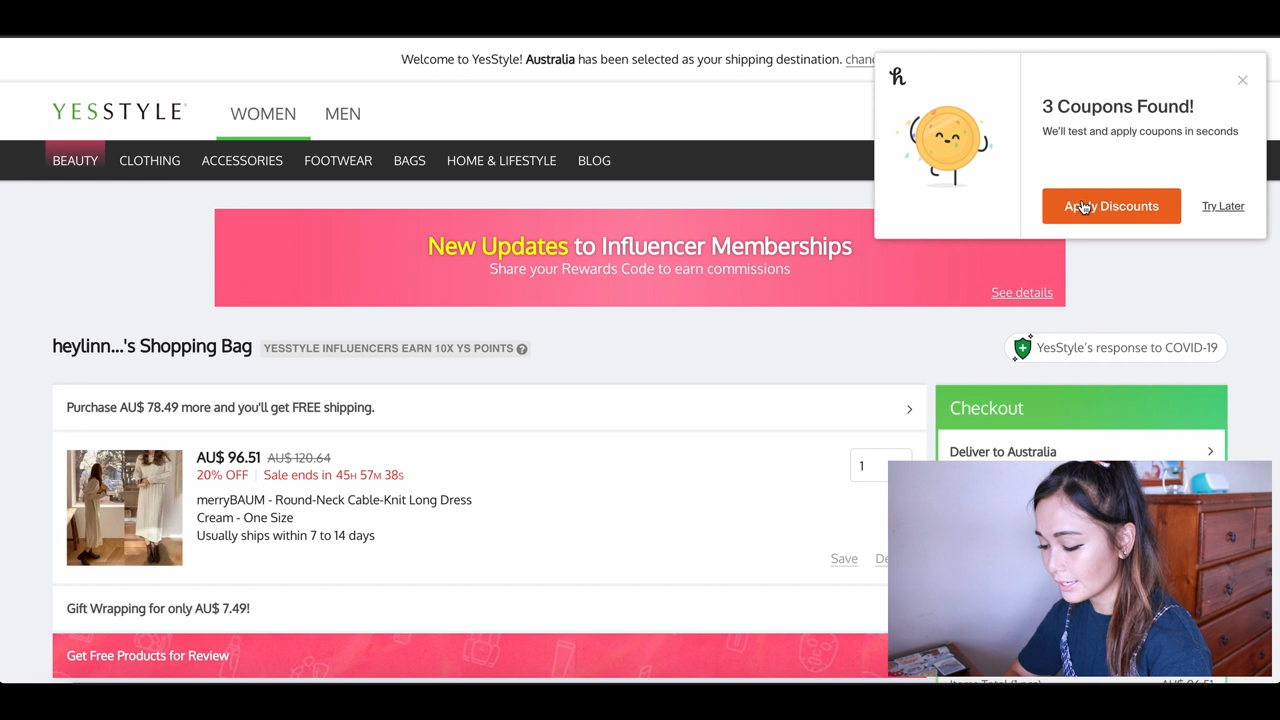 Welcome to YesStyle! Australia has been selected as your shipping destination.
h
3 Coupons Found!
We'll test and apply coupons in seconds
Apply Discounts
Try Later
YESSTYLE
WOMEN MEN
BEAUTY CLOTHING ACCESSORIES FOOTWEAR BAGS HOME & LIFESTYLE BLOG
New Updates to Influencer Memberships
Share your Rewards Code to earn commissions
See details
heylinn...'s Shopping Bag
YESSTYLE INFLUENCERS EARN 10X YS POINTS ?
YesStyle's response to COVID-19
Purchase AU$ 78.49 more and you'll get FREE shipping.
AU$ 96.51 AU$ 120.64
20% OFF Sale ends in 45H 57M 38S
merryBAUM - Round-Neck Cable-Knit Long Dress
Cream - One Size
Usually ships within 7 to 14 days
1
Save
Gift Wrapping for only AU$ 7.49!
Get Free Products for Review
Checkout
Deliver to Australia